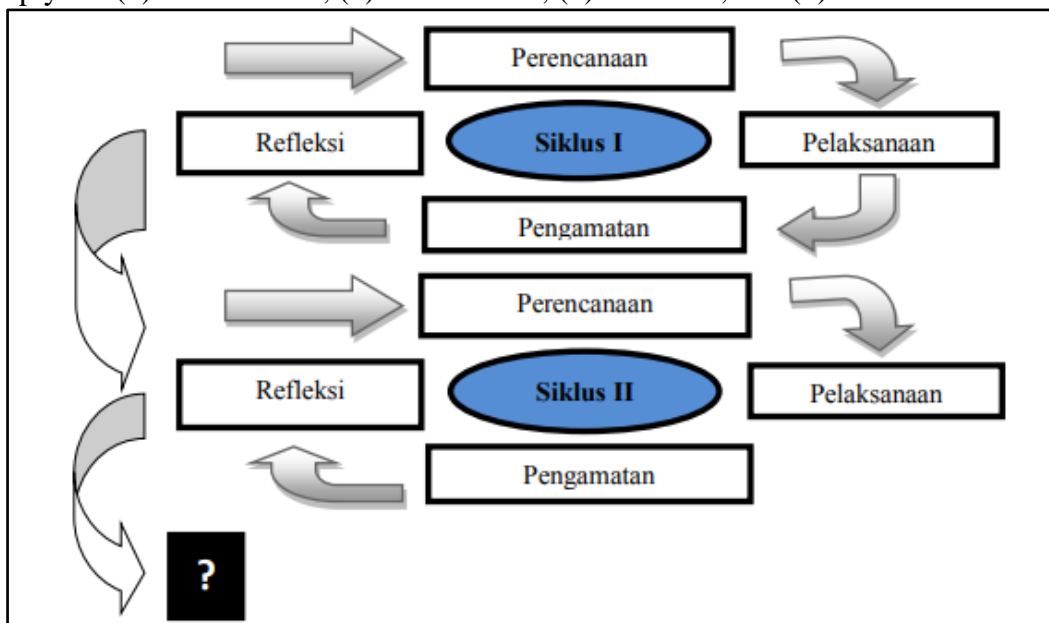 Perencanaan
Refleksi
Siklus I
Pelaksanaan
Pengamatan
Perencanaan
Refleksi
Siklus II
Pelaksanaan
Pengamatan
?